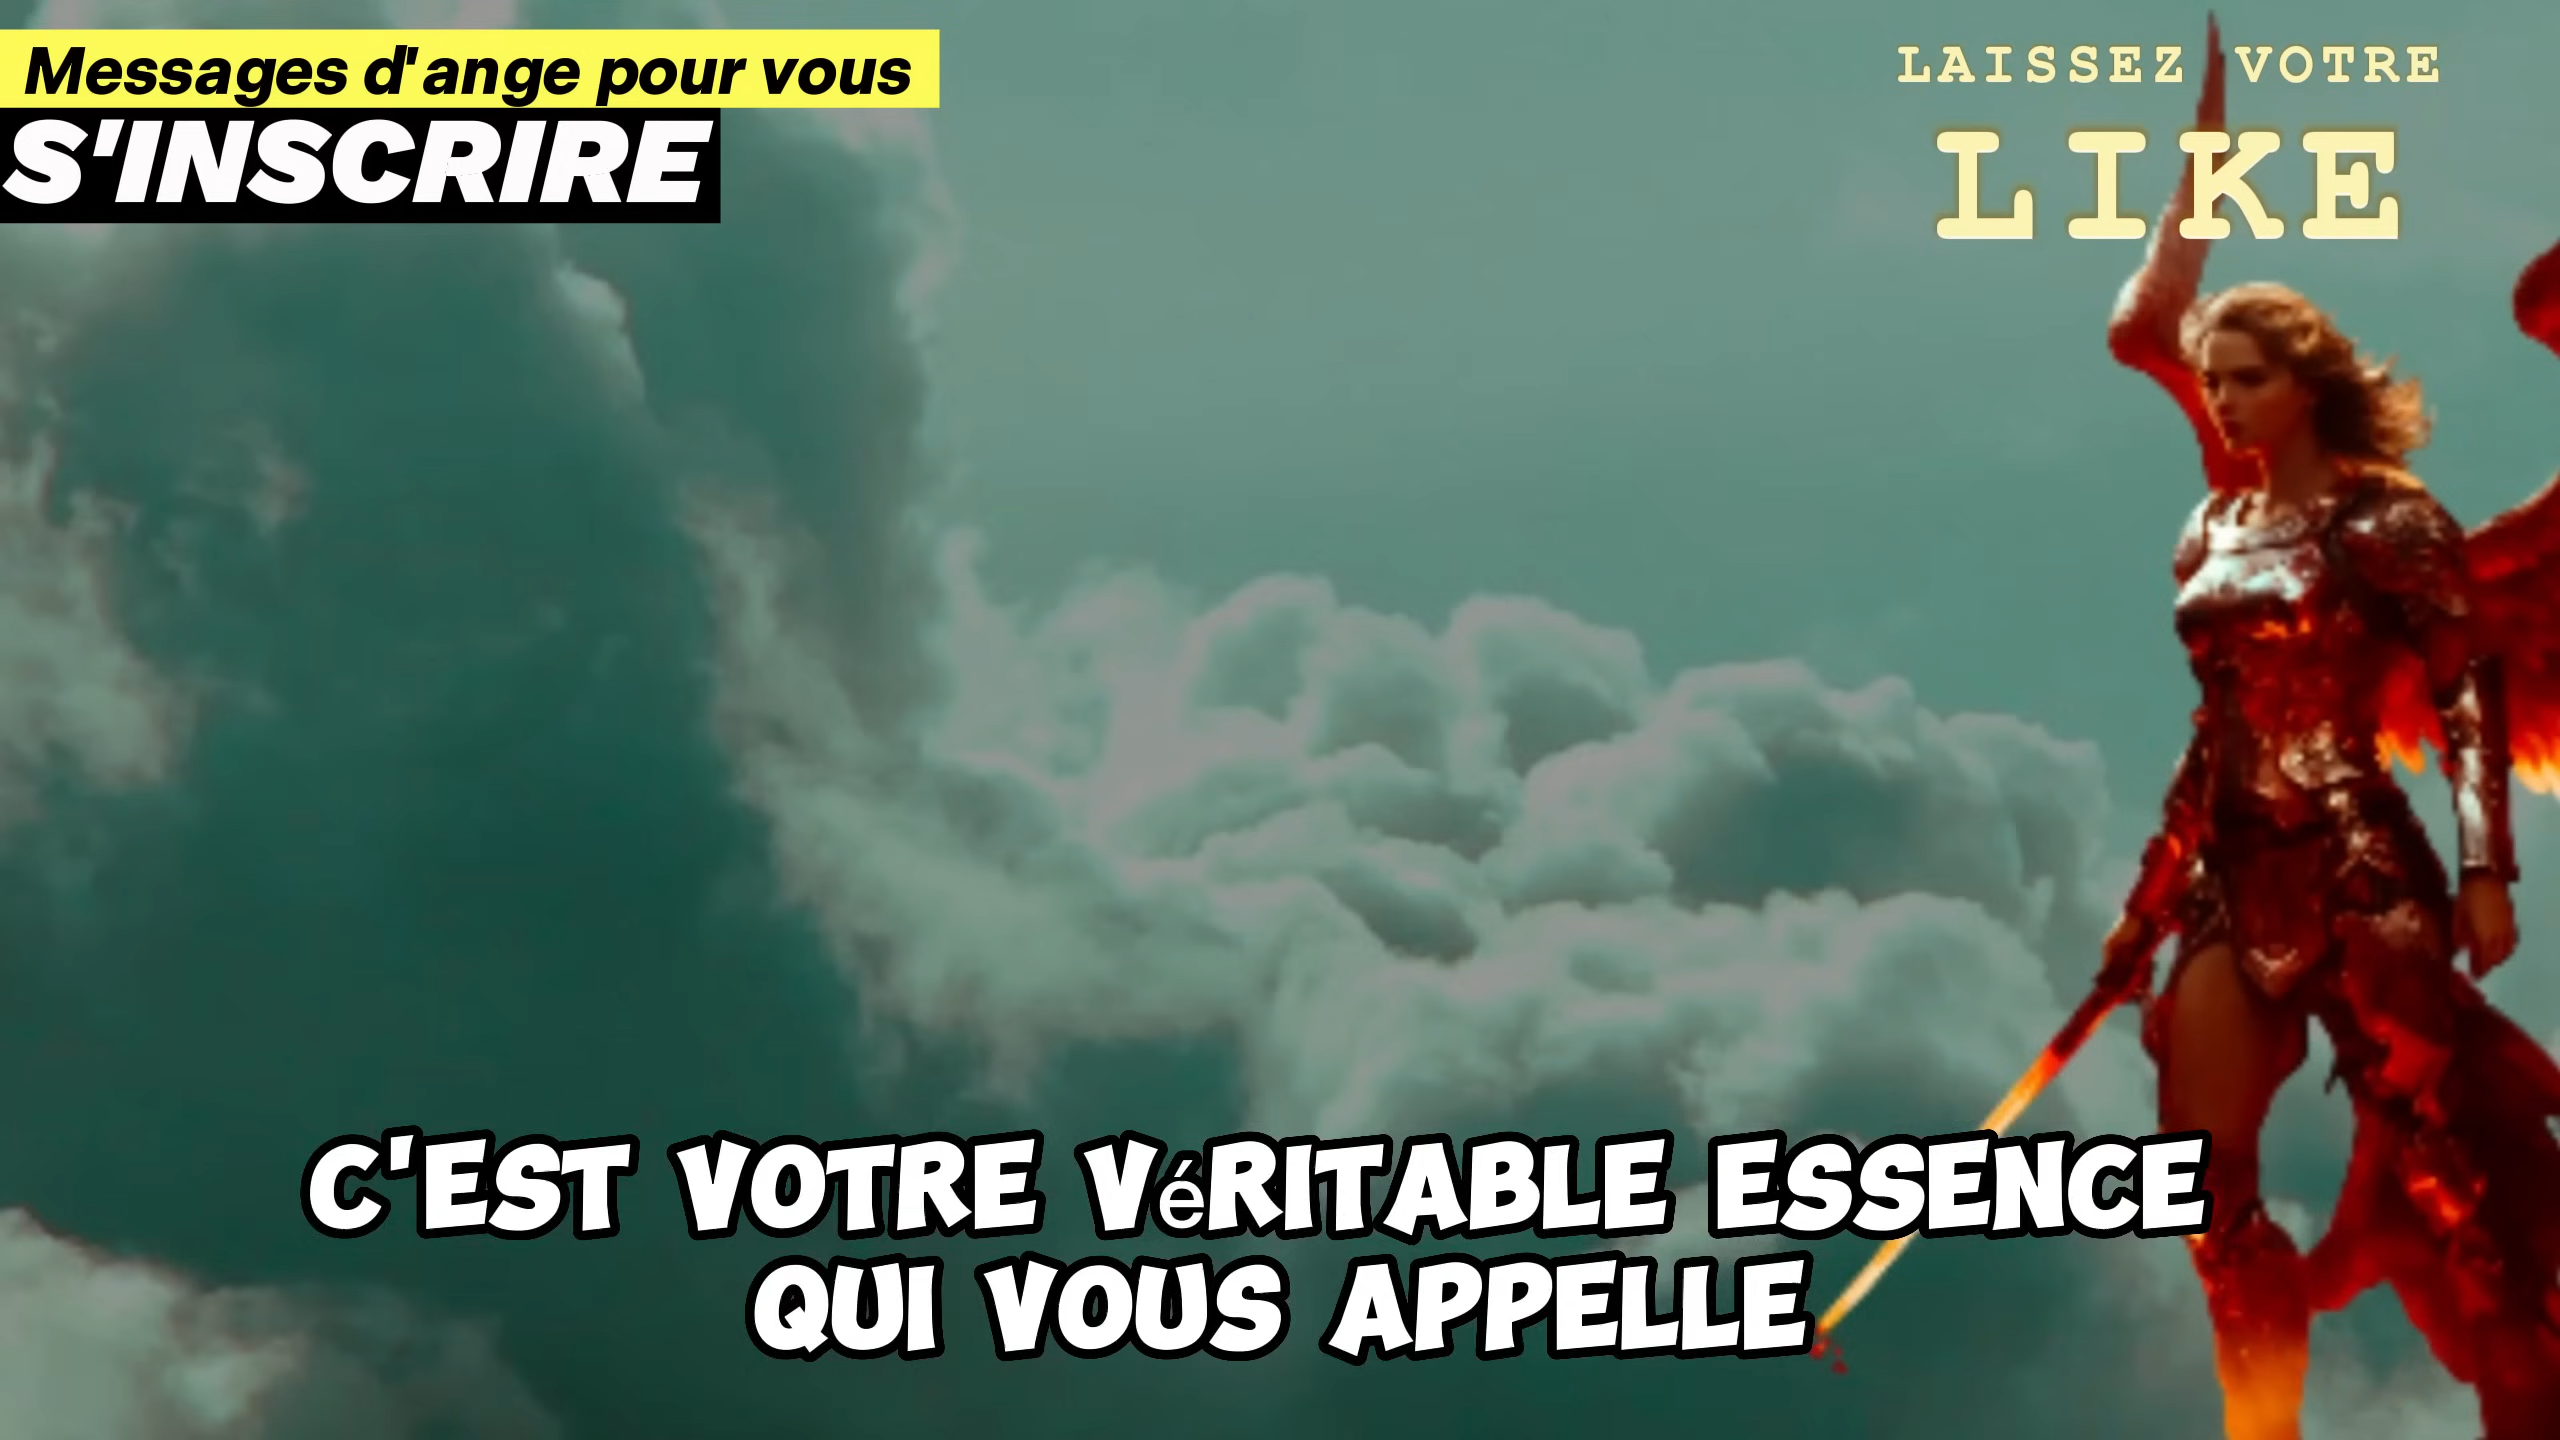 Messages d'ange pour vous
S'INSCRIRE
LAISSEZ VOTRE
LIKE
C'EST VOTRE VéRITABLE ESSENCE
QUI VOUS APPELLE